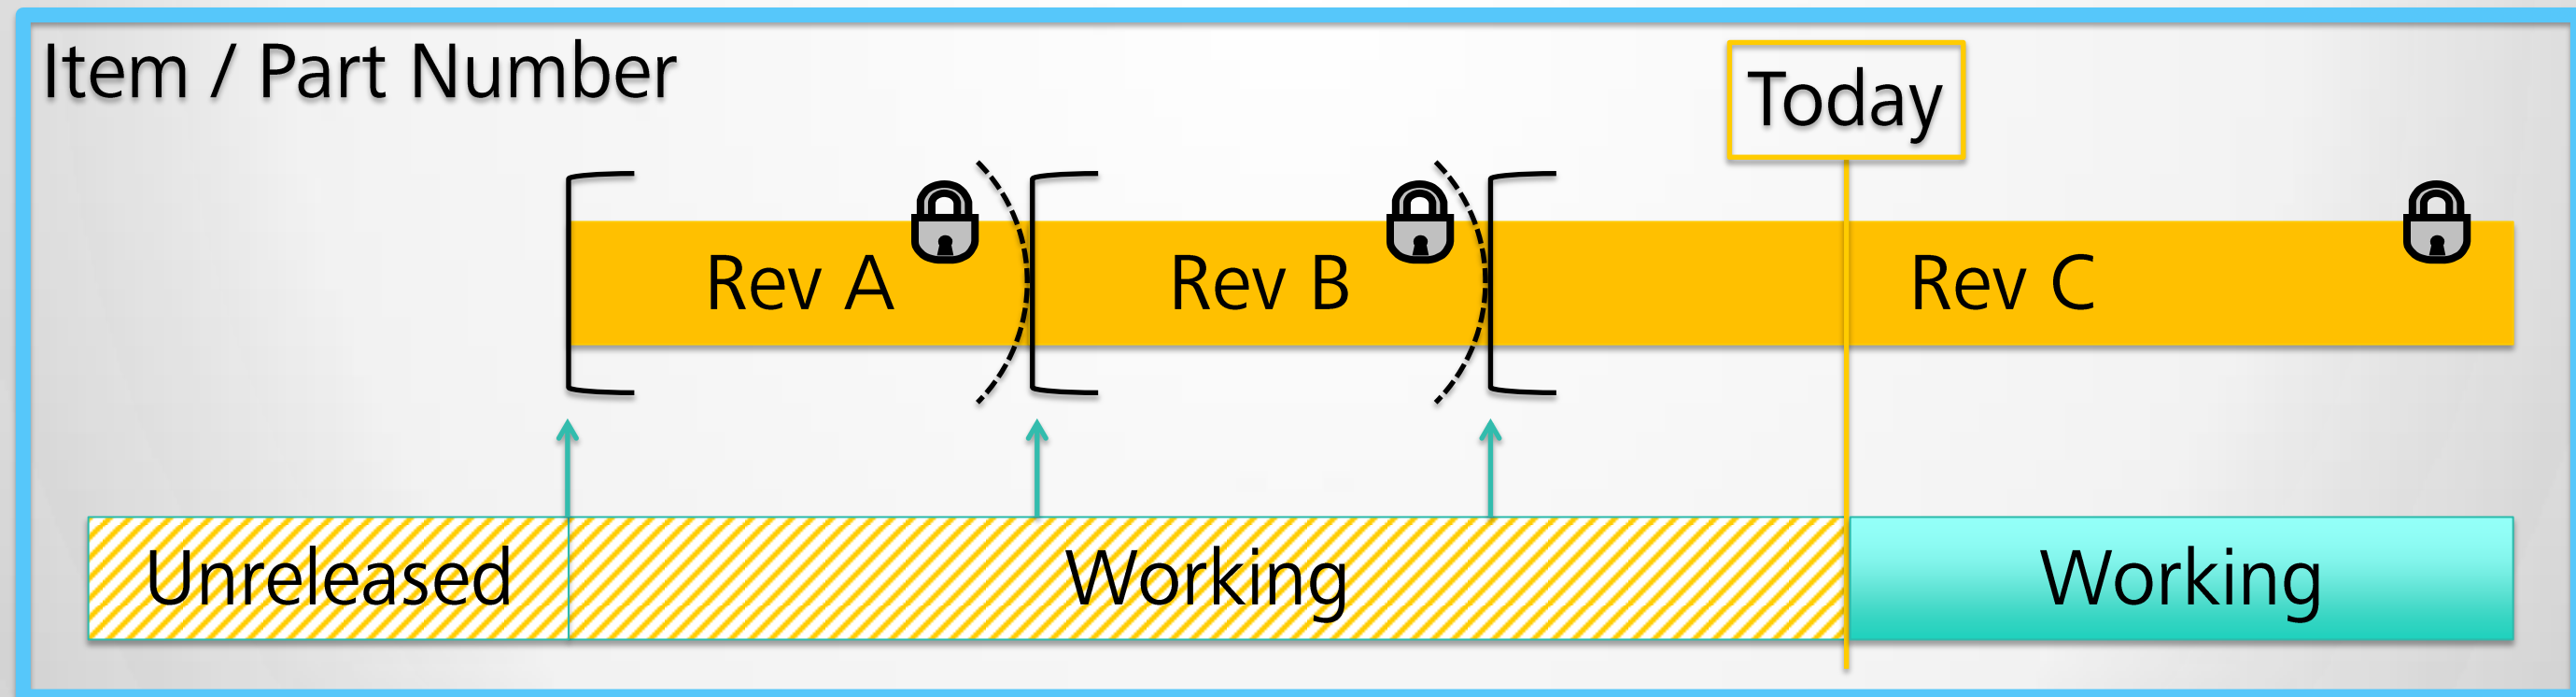 Item / Part Number
Today
Rev A
Rev B
Rev C
Unreleased
Working
Working